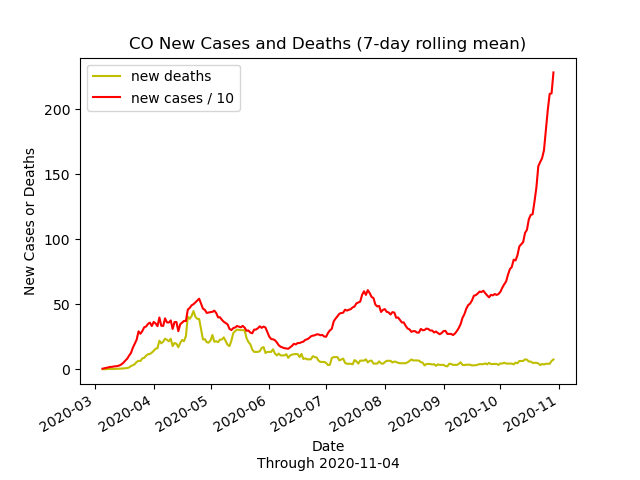 CO New Cases and Deaths (7-day rolling mean)
new deaths
new cases / 10
New Cases or Deaths
200
150
100
50
0
2020-03
2020-04
2020-05
2020-06
2020-07
2020-08
2020-09
2020-10
2020-11
Date
Through 2020-11-04